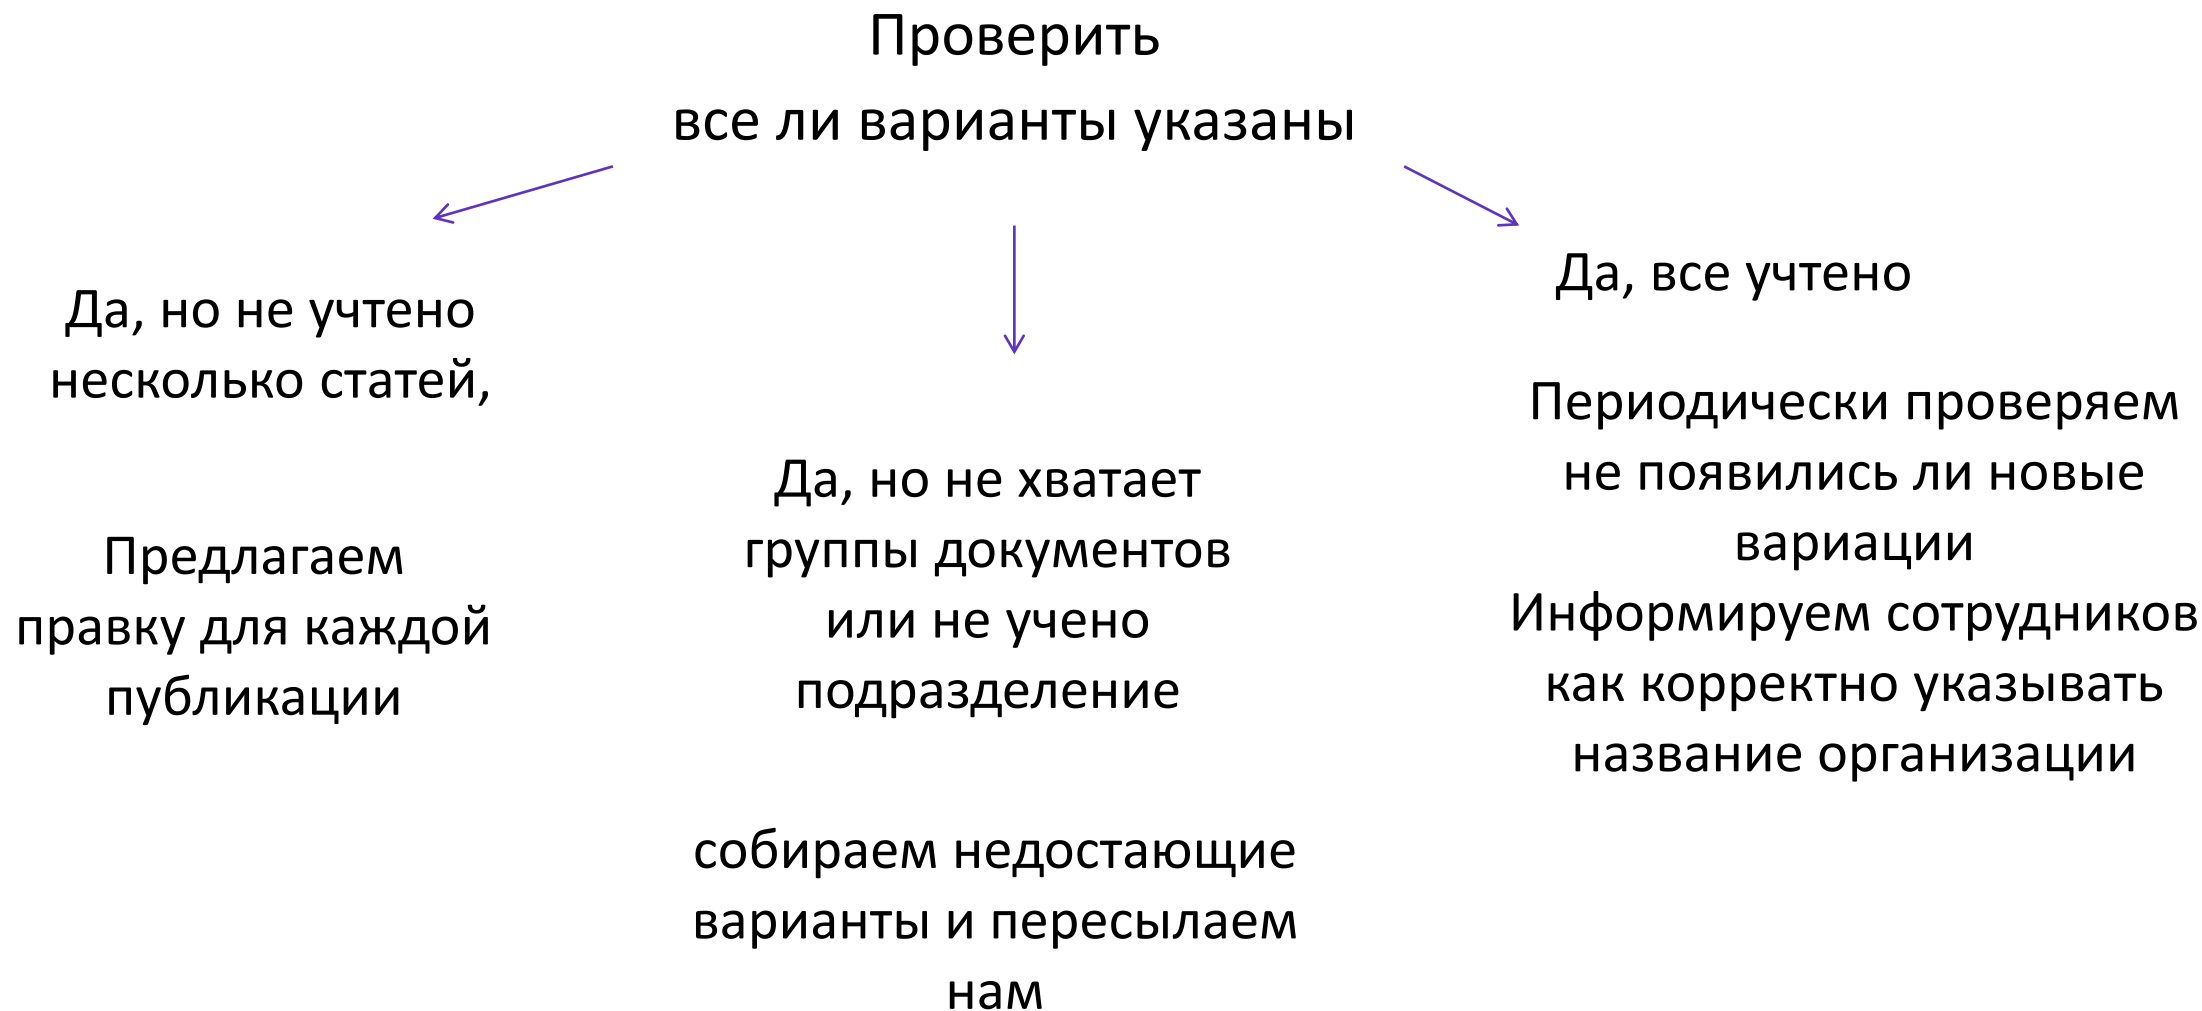 Проверить
все ли варианты указаны
Да, но не учтено
несколько статей,
Предлагаем
правку для каждой
публикации
Да, но не хватает
группы документов
или не учено
подразделение
собираем недостающие
варианты и пересылаем
нам
Да, все учтено
Периодически проверяем
не появились ли новые
вариации
Информируем сотрудников
как корректно указывать
название организации